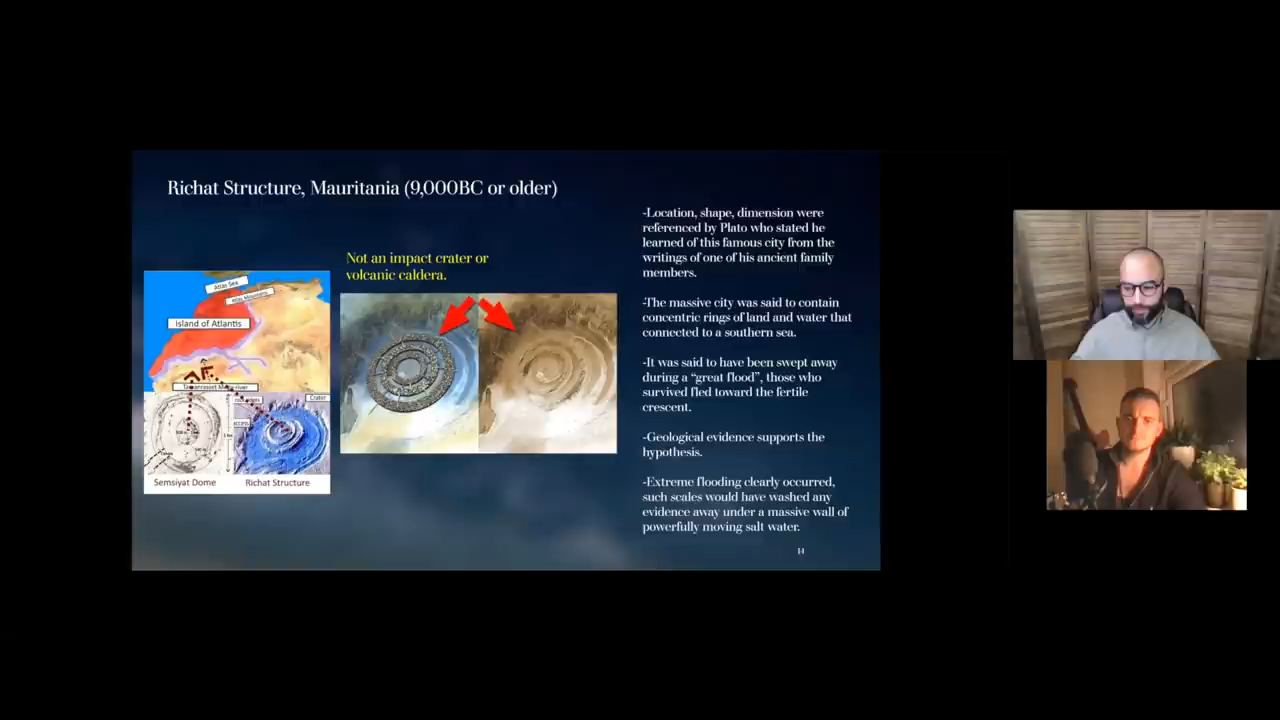 Richat Structure, Mauritania (9,000BC or older)
Not an impact crater or
volcanic caldera.
Atlas Sea
Atlas Mountains
Island of Atlantis
Crater
Semsiyat Dome
Richat Structure
-Location, shape, dimension were
referenced by Plato who stated he
learned of this famous city from the
writings of one of his ancient family
members.
-The massive city was said to contain
concentric rings of land and water that
connected to a southern sea.
-It was said to have been swept away
during a “great flood”, those who
survived fled toward the fertile
crescent.
-Geological evidence supports the
hypothesis.
-Extreme flooding clearly occurred,
such scales would have washed any
evidence away under a massive wall of
powerfully moving salt water.
14